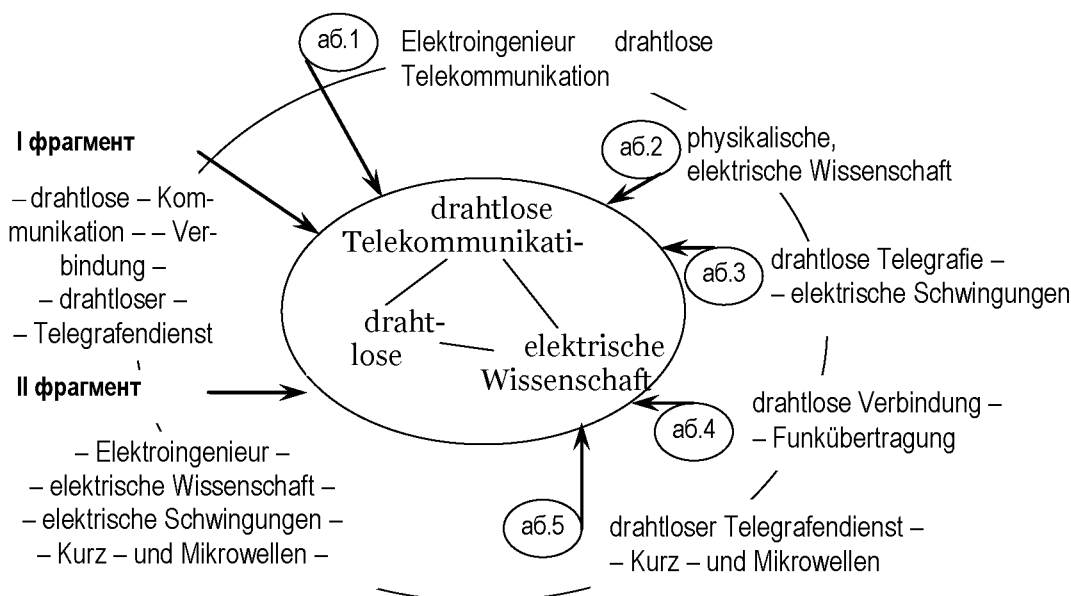 аб.1
Elektroingenieur drahtlose
Telekommunikation
I фрагмент
– drahtlose – Kom-
munikation – – Ver-
bindung –
– drahtloser –
– Telegrafendienst
аб.2
physikalische,
elektrische Wissenschaft
drahtlose
Telekommunikati-
draht-
lose
elektrische
Wissenschaft
аб.3
drahtlose Telegrafie –
– elektrische Schwingungen
II фрагмент
– Elektroingenieur –
– elektrische Wissenschaft –
– elektrische Schwingungen –
– Kurz – und Mikrowellen –
аб.4
drahtlose Verbindung –
– Funkübertragung
аб.5
drahtloser Telegrafendienst –
– Kurz – und Mikrowellen